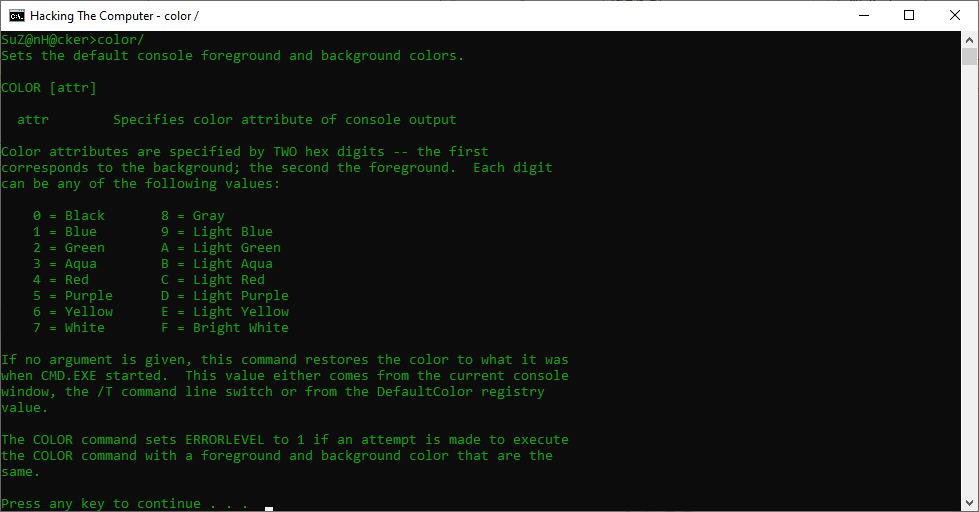 Hacking The Computer - color /
SuZ@nH@cker>color/
Sets the default console foreground and background colors.
COLOR [attr]
attr        Specifies color attribute of console output
Color attributes are specified by TWO hex digits -- the first
corresponds to the background; the second the foreground.  Each digit
can be any of the following values:
0 = Black       8 = Gray
1 = Blue        9 = Light Blue
2 = Green       A = Light Green
3 = Aqua        B = Light Aqua
4 = Red         C = Light Red
5 = Purple      D = Light Purple
6 = Yellow      E = Light Yellow
7 = White       F = Bright White
If no argument is given, this command restores the color to what it was
when CMD.EXE started.  This value either comes from the current console
window, the /T command line switch or from the DefaultColor registry
value.
The COLOR command sets ERRORLEVEL to 1 if an attempt is made to execute
the COLOR command with a foreground and background color that are the
same.
Press any key to continue . . .